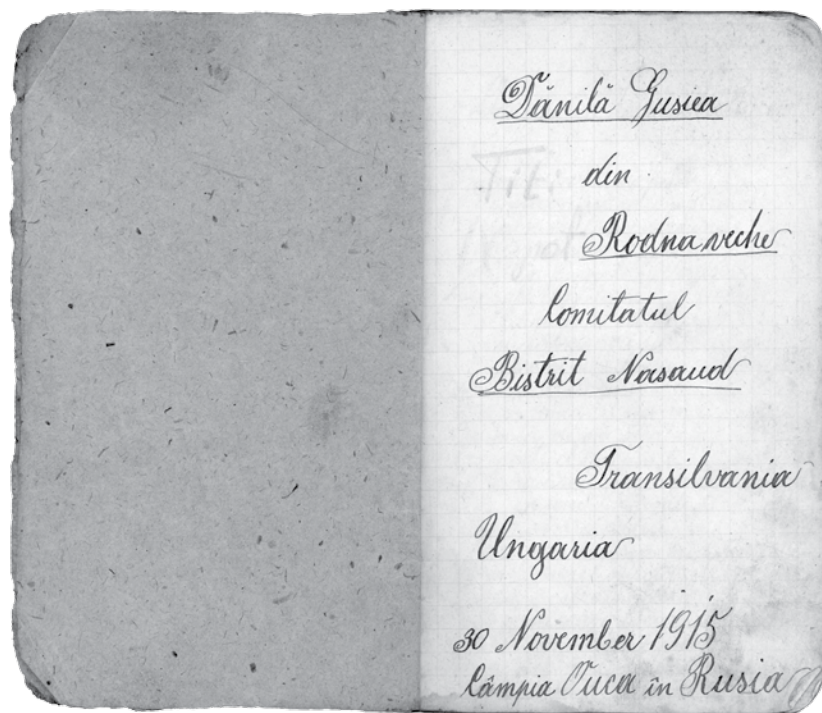 Dănilă Gusiea
din
Rodna veche
Comitatul
Bistrit Nasaud
Transilvania
Ungaria
30 November 1915
Câmpia Ouca în Rusia